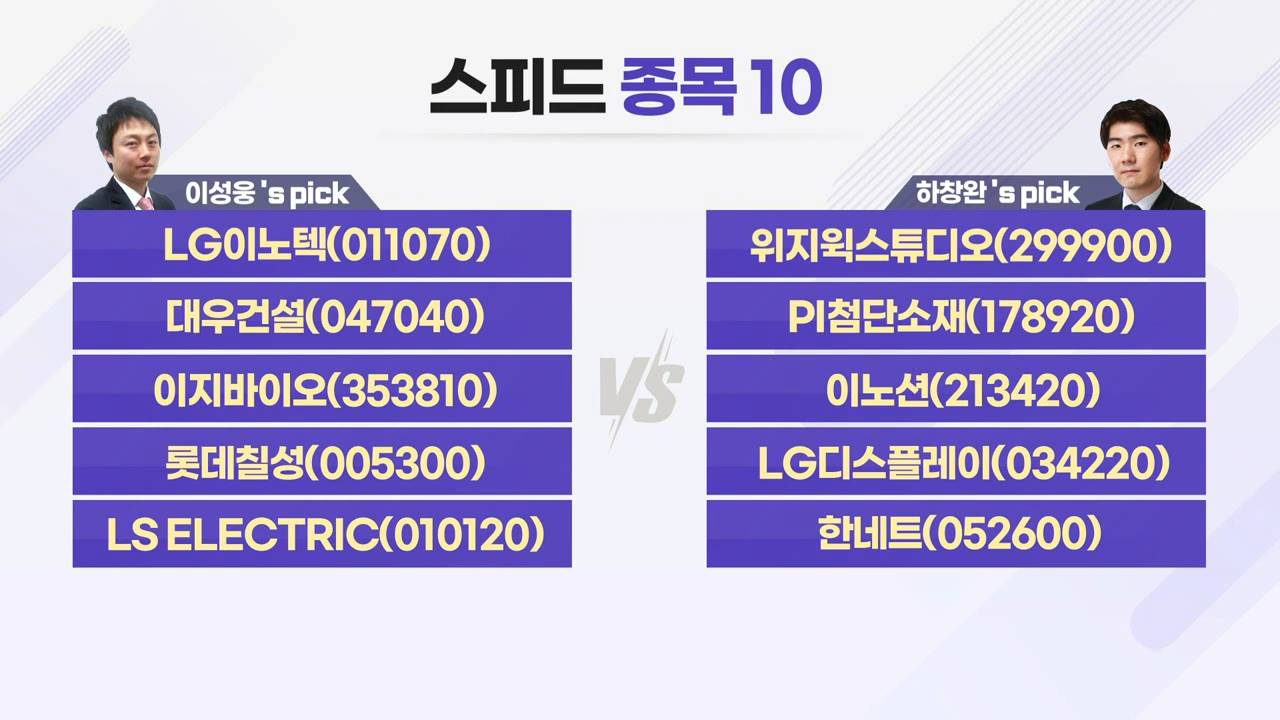 스피드 종목 10
이성웅 's pick
LG이노텍(011070)
대우건설(047040)
이지바이오(353810)
롯데칠성(005300)
LS ELECTRIC(010120)
VS
하창완 's pick
위지윅스튜디오(299900)
PI첨단소재(178920)
이노션(213420)
LG디스플레이(034220)
한네트(052600)